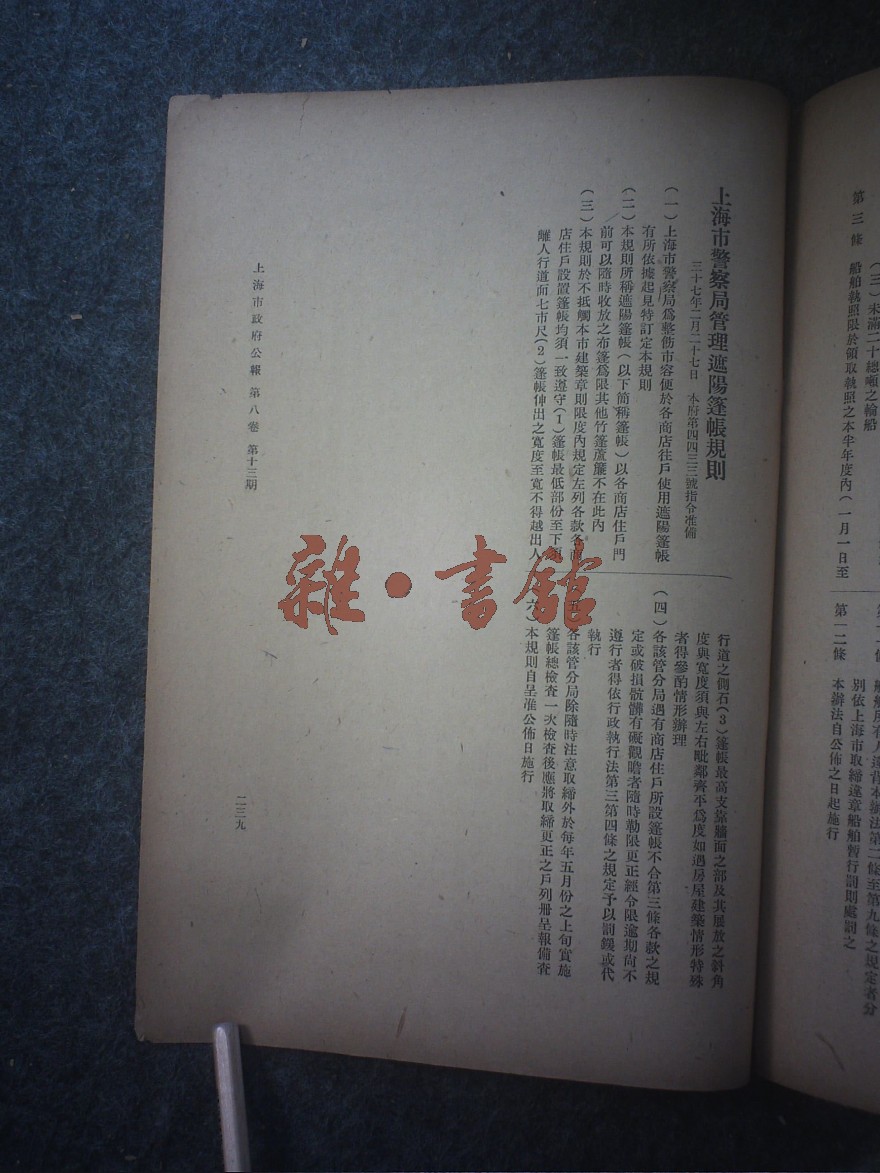 (三)未滿二十總噸之輪船
第三條　船舶執照限於領取執照之本半年度內(一月一日至
別依上海市取締違章船舶暫行罰則處罰之
第一二條　本辦法自公佈之日起施行
上海市警察局管理遮陽篷帳規則
三十七年二月二十七日　本府第四四三三號指令准備
(一)上海市警察局爲整飭市容便於各商店住戶使用遮陽篷帳
有所依據起見特訂定本規則
(二)本規則所稱遮陽篷帳(以下簡稱篷帳)以各商店住戶門
前可以隨時收放之布篷爲限其他竹篷蘆簾不在此內
(三)本規則於不抵觸本市建築章則限度內規定左列各款各商
店住戶設置篷帳均須一致遵守(1)篷帳最低部份至下須
離人行道面七市尺(2)篷帳伸出之寬度至寬不得越出人
行道之側石(3)篷帳最高支靠牆面之部及其展放之斜角
度與寬度須與左右毗鄰齊平爲度如遇房屋建築情形特殊
者得參酌情形辦理
(四)各該管分局遇有商店住戶所設篷帳不合第三條各款之規
定或破損骯髒有礙觀瞻者隨時勒限更正經令限逾期尚不
遵行者得依行政執行法第三第四條之規定予以罰鍰或代
執行
(五)各該管分局除隨時注意取締外於每年五月份之上旬實施
篷帳總檢查一次檢查後應將取締更正之戶列册呈報備查
(六)本規則自呈准公佈日施行
上海市政府公報　第八卷　第十三期
二三九
雜·書館